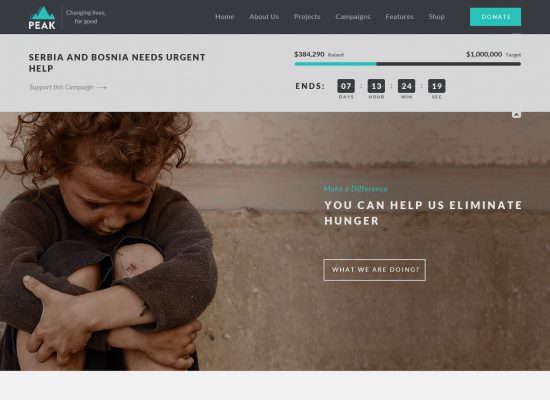 PEAK
Changing lives,
for good
Home About Us Projects Campaigns Features Shop
DONATE
SERBIA AND BOSNIA NEEDS URGENT
HELP
Support this Campaign
$384,290 Raised $1,000,000 Target
ENDS: 07 : 13 : 24 : 19
DAYS HOUR MIN SEC
Make a Difference
YOU CAN HELP US ELIMINATE
HUNGER
WHAT WE ARE DOING?